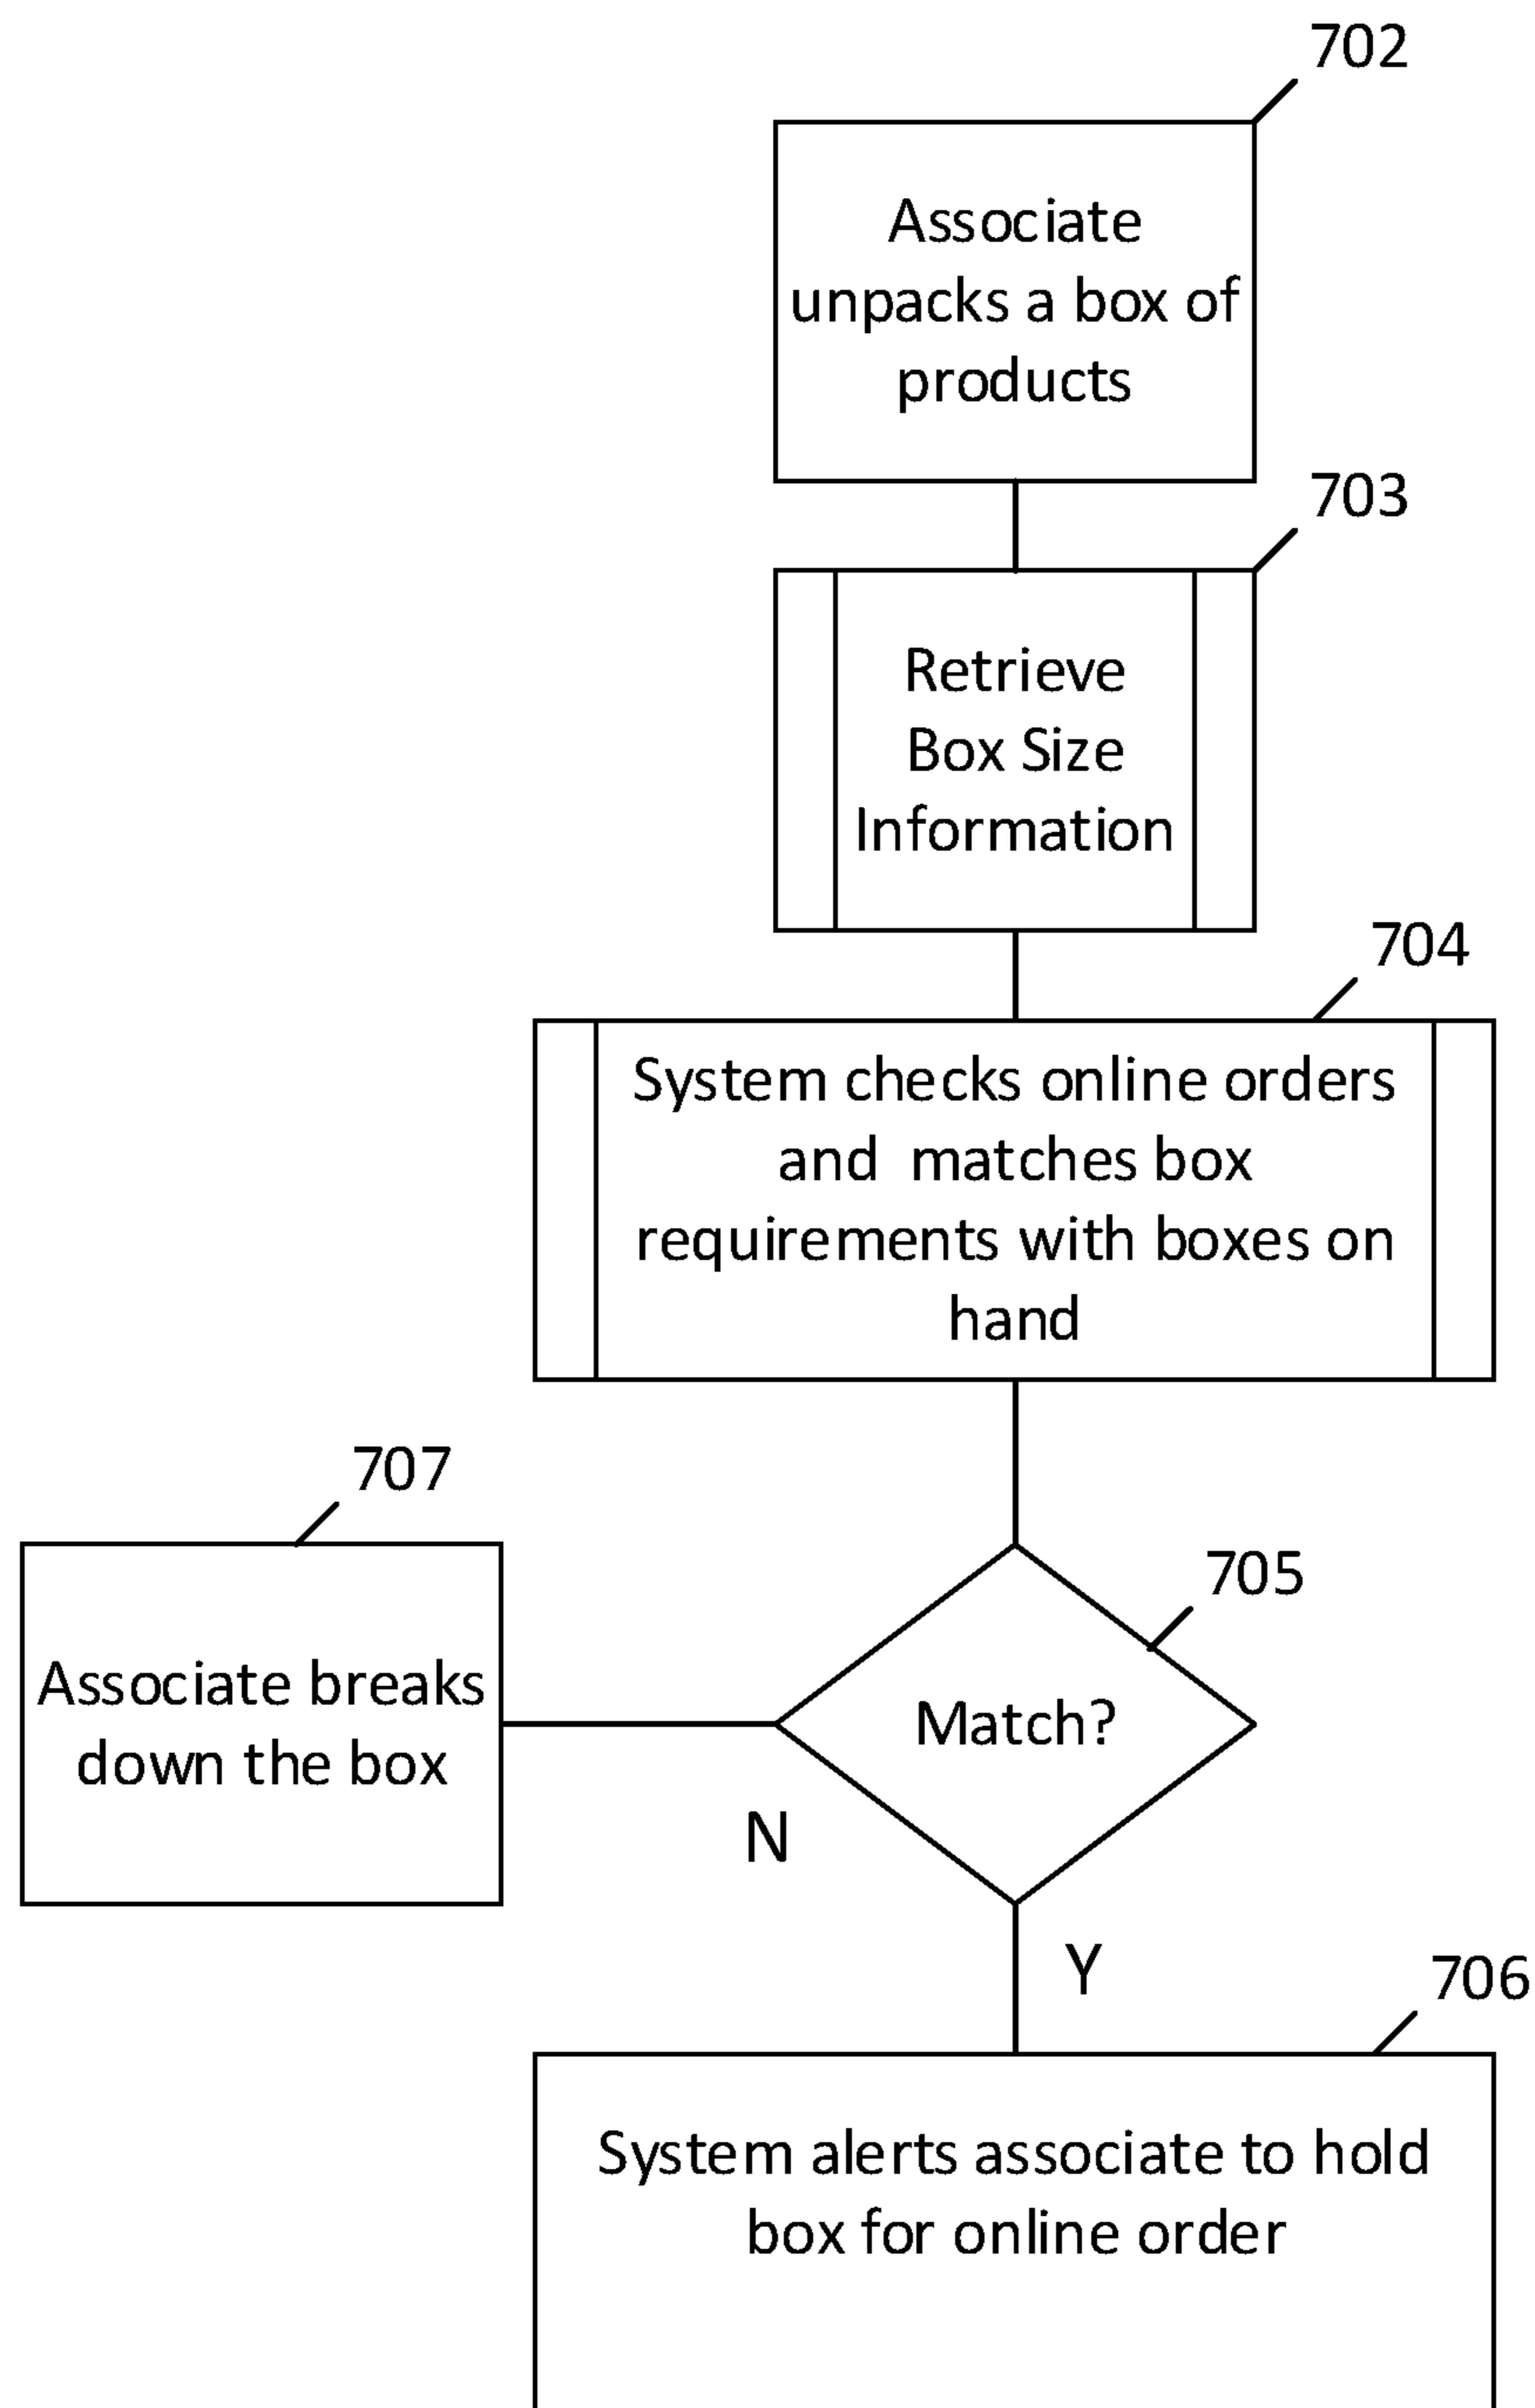 702
Associate
unpacks a box of
products
703
Retrieve
Box Size
Information
704
System checks online orders
and  matches box
requirements with boxes on
hand
707
Associate breaks
down the box
705
Match?
N
Y
706
System alerts associate to hold
box for online order